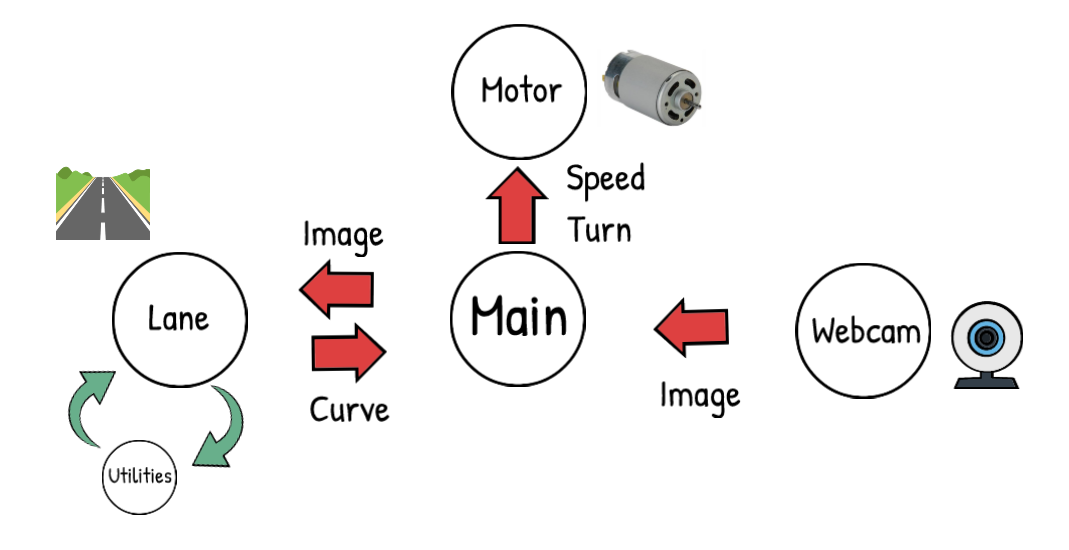 Motor
Speed
Turn
Image
Lane
Main
Webcam
Curve
Image
Utilities